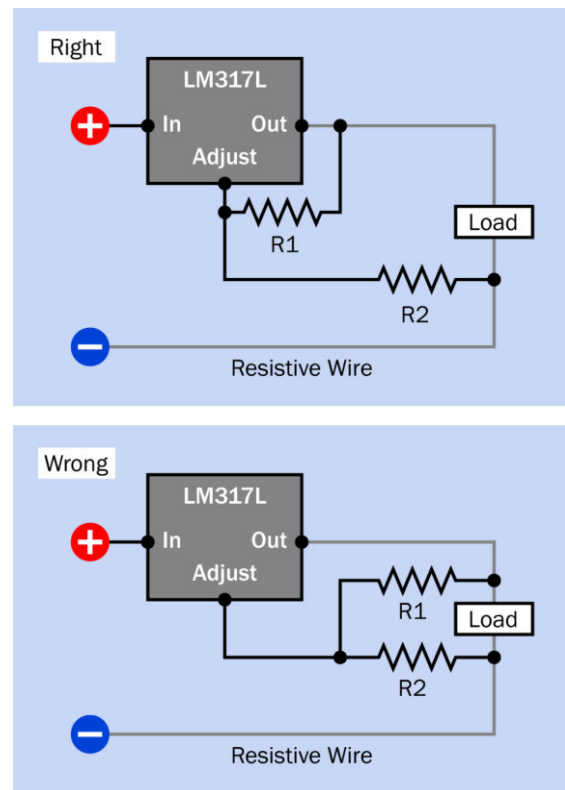 Right
LM317L
In
Out
Adjust
R1
Load
R2
Resistive Wire
Wrong
LM317L
In
Out
Adjust
R1
Load
R2
Resistive Wire